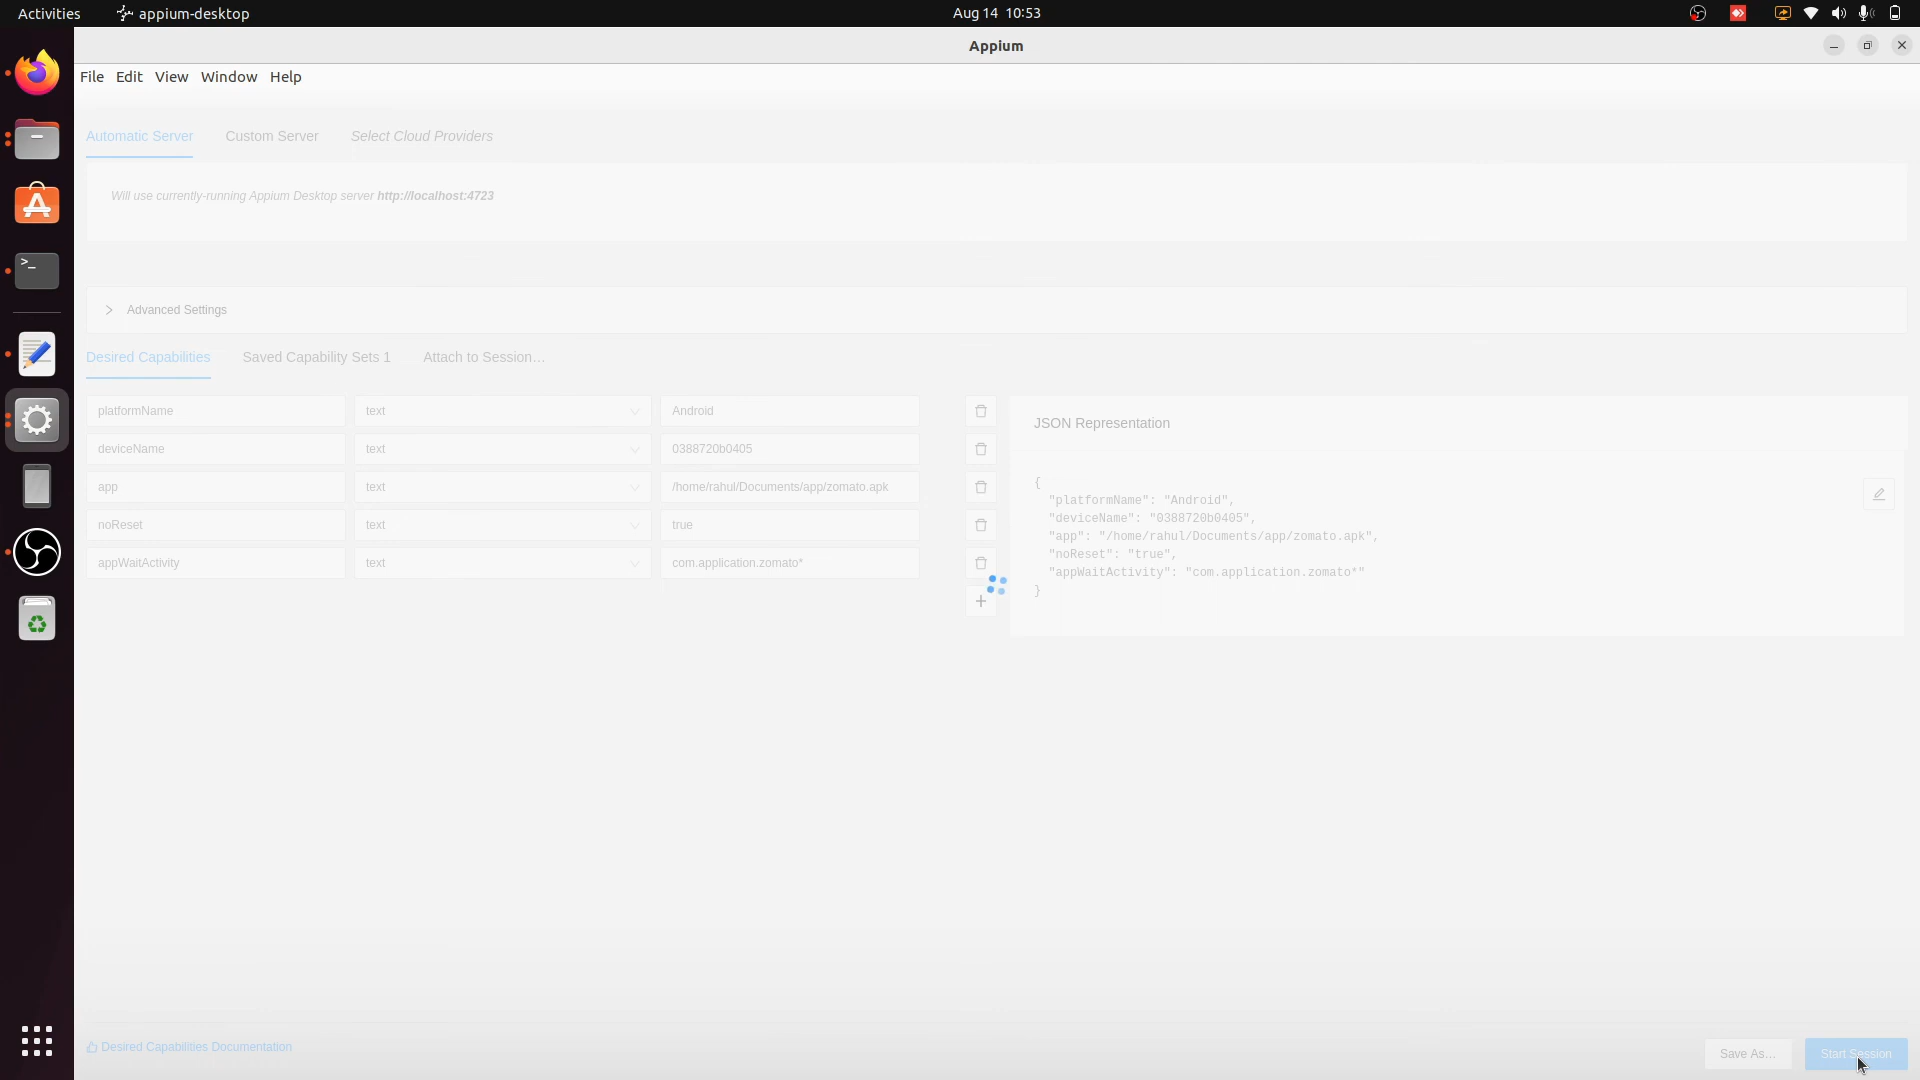 Activities appium-desktop Aug 14 10:53
Appium
File Edit View Window Help
Automatic Server Custom Server Select Cloud Providers
Will use currently-running Appium Desktop server http://localhost:4723
Advanced Settings
Desired Capabilities Saved Capability Sets 1 Attach to Session...
platformName text Android
deviceName text 0388720b0405
app text /home/rahul/Documents/app/zomato.apk
noReset text true
appWaitActivity text com.application.zomato*
JSON Representation
{
"platformName": "Android",
"deviceName": "0388720b0405",
"app": "/home/rahul/Documents/app/zomato.apk",
"noReset": "true",
"appWaitActivity": "com.application.zomato*"
}
Desired Capabilities Documentation
Save As... Start Session